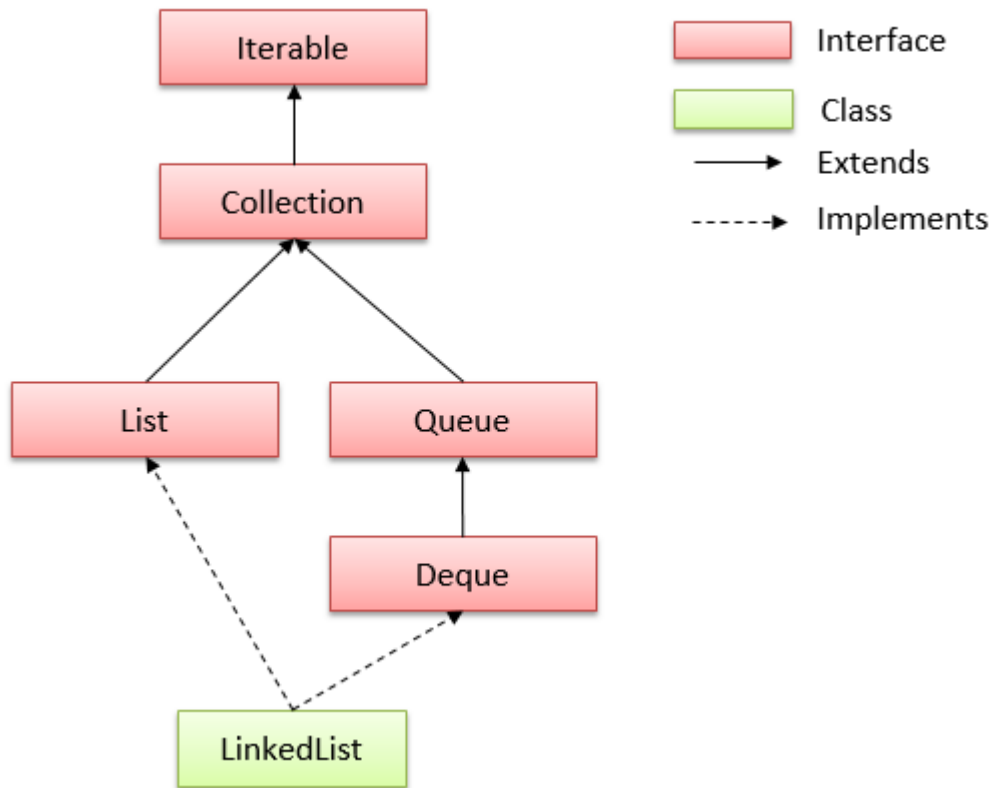 Iterable
Interface
Class
Extends
Collection
Implements
List
Queue
Deque
LinkedList